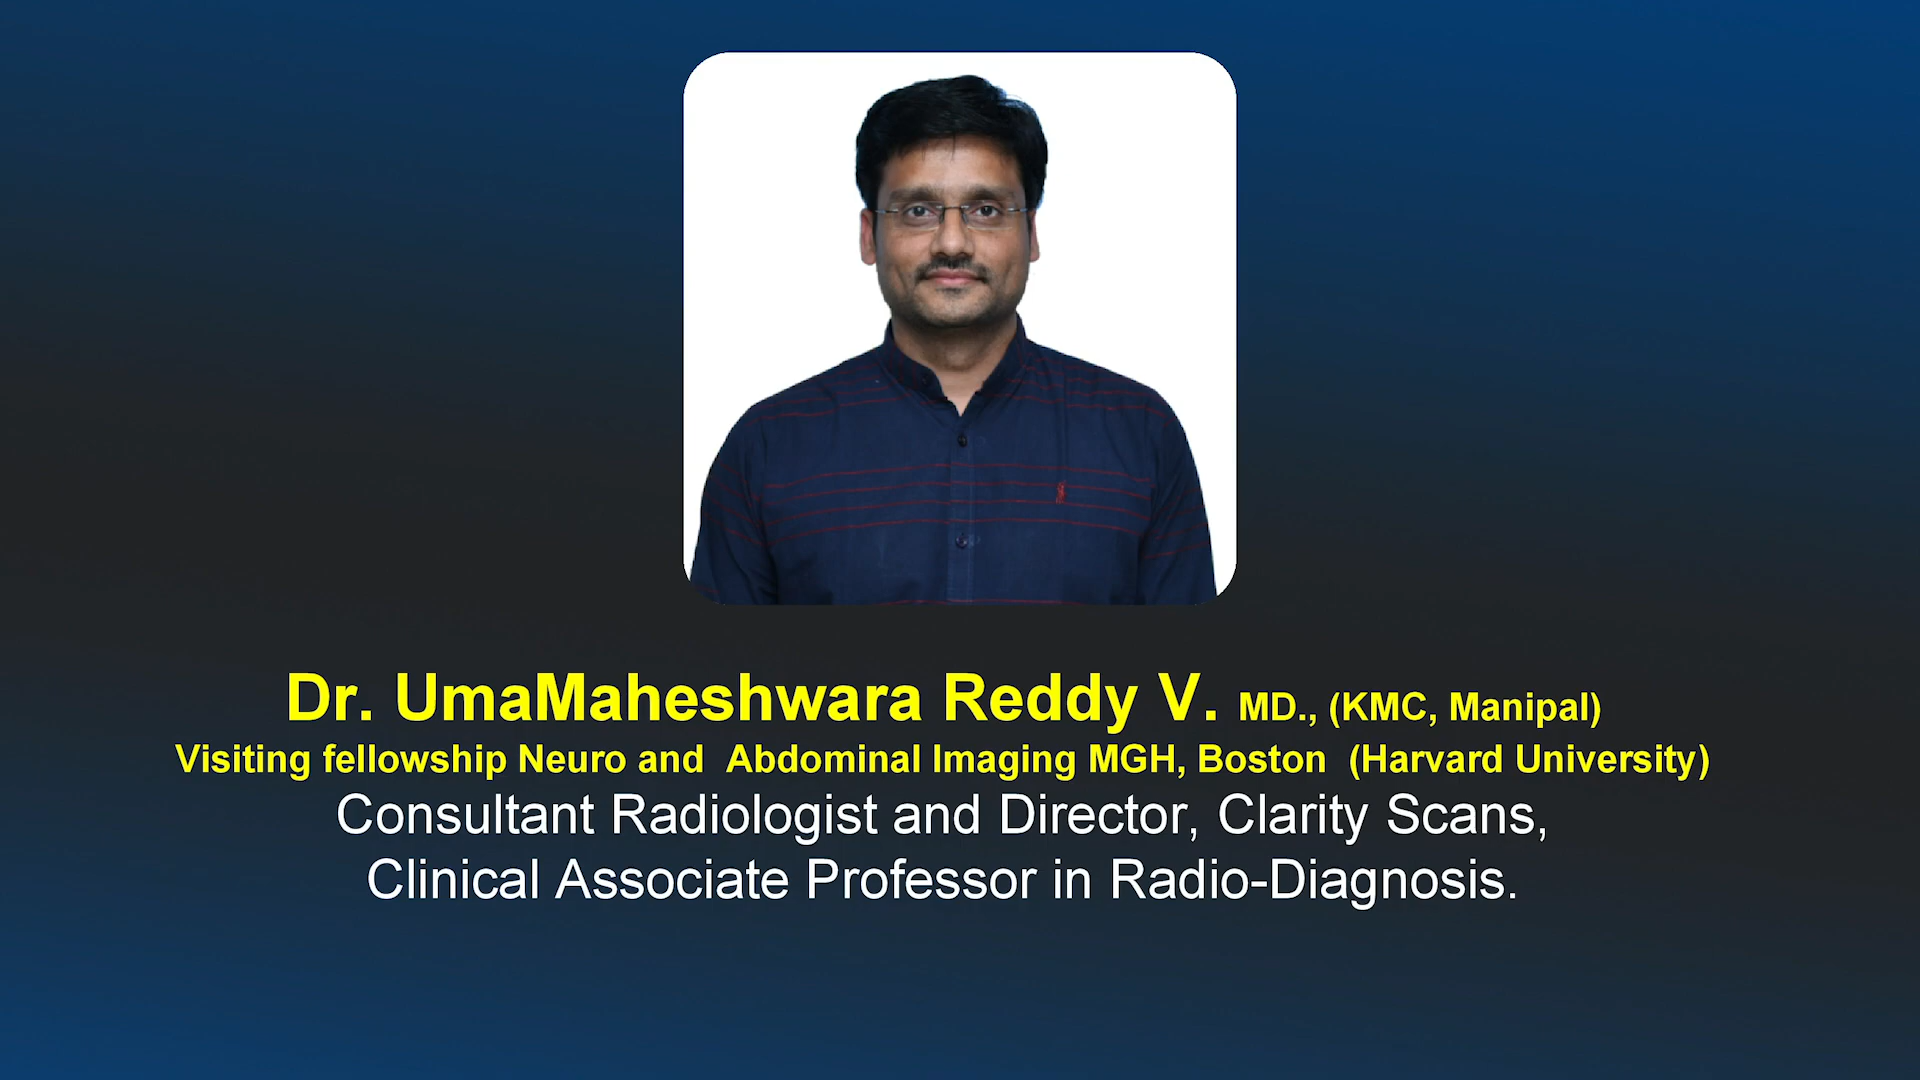 Dr. UmaMaheshwara Reddy V. MD., (KMC, Manipal)
Visiting fellowship Neuro and  Abdominal Imaging MGH, Boston  (Harvard University)
Consultant Radiologist and Director, Clarity Scans,
Clinical Associate Professor in Radio-Diagnosis.